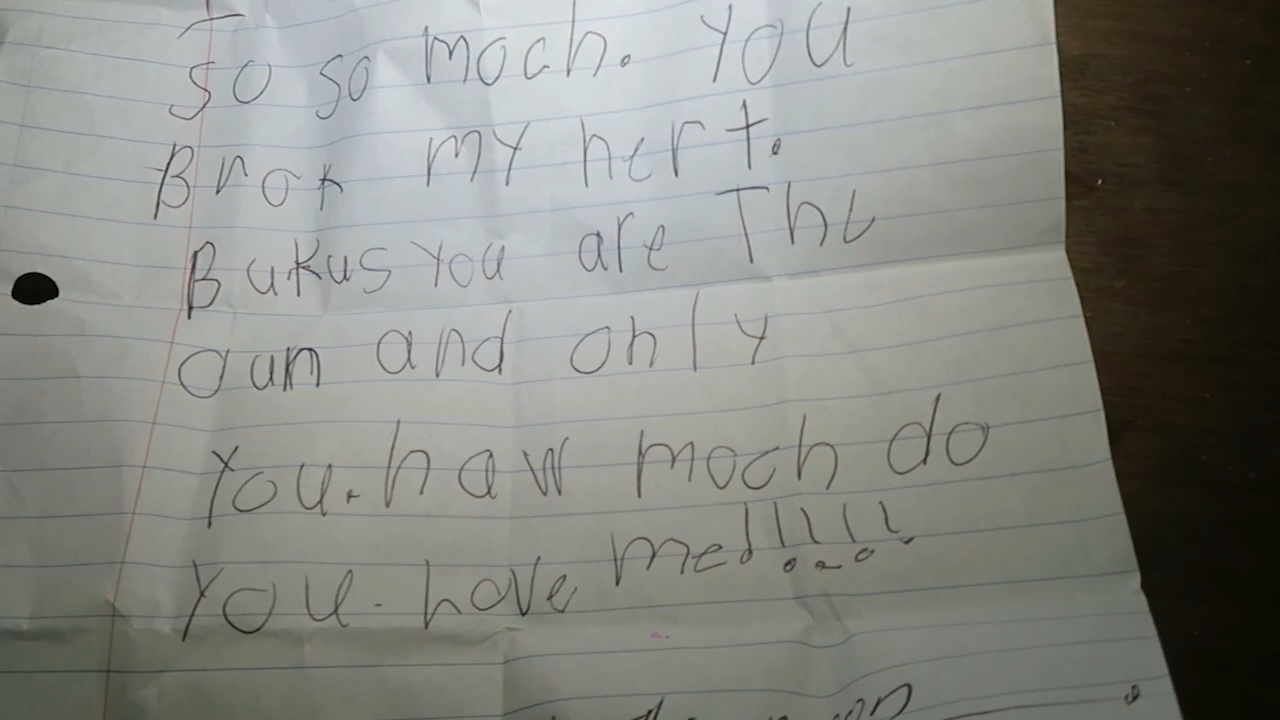 So so moch. You
Brok my hert.
Bukus you are The
oun and only
You. haw moch do
You. have me!!!!!